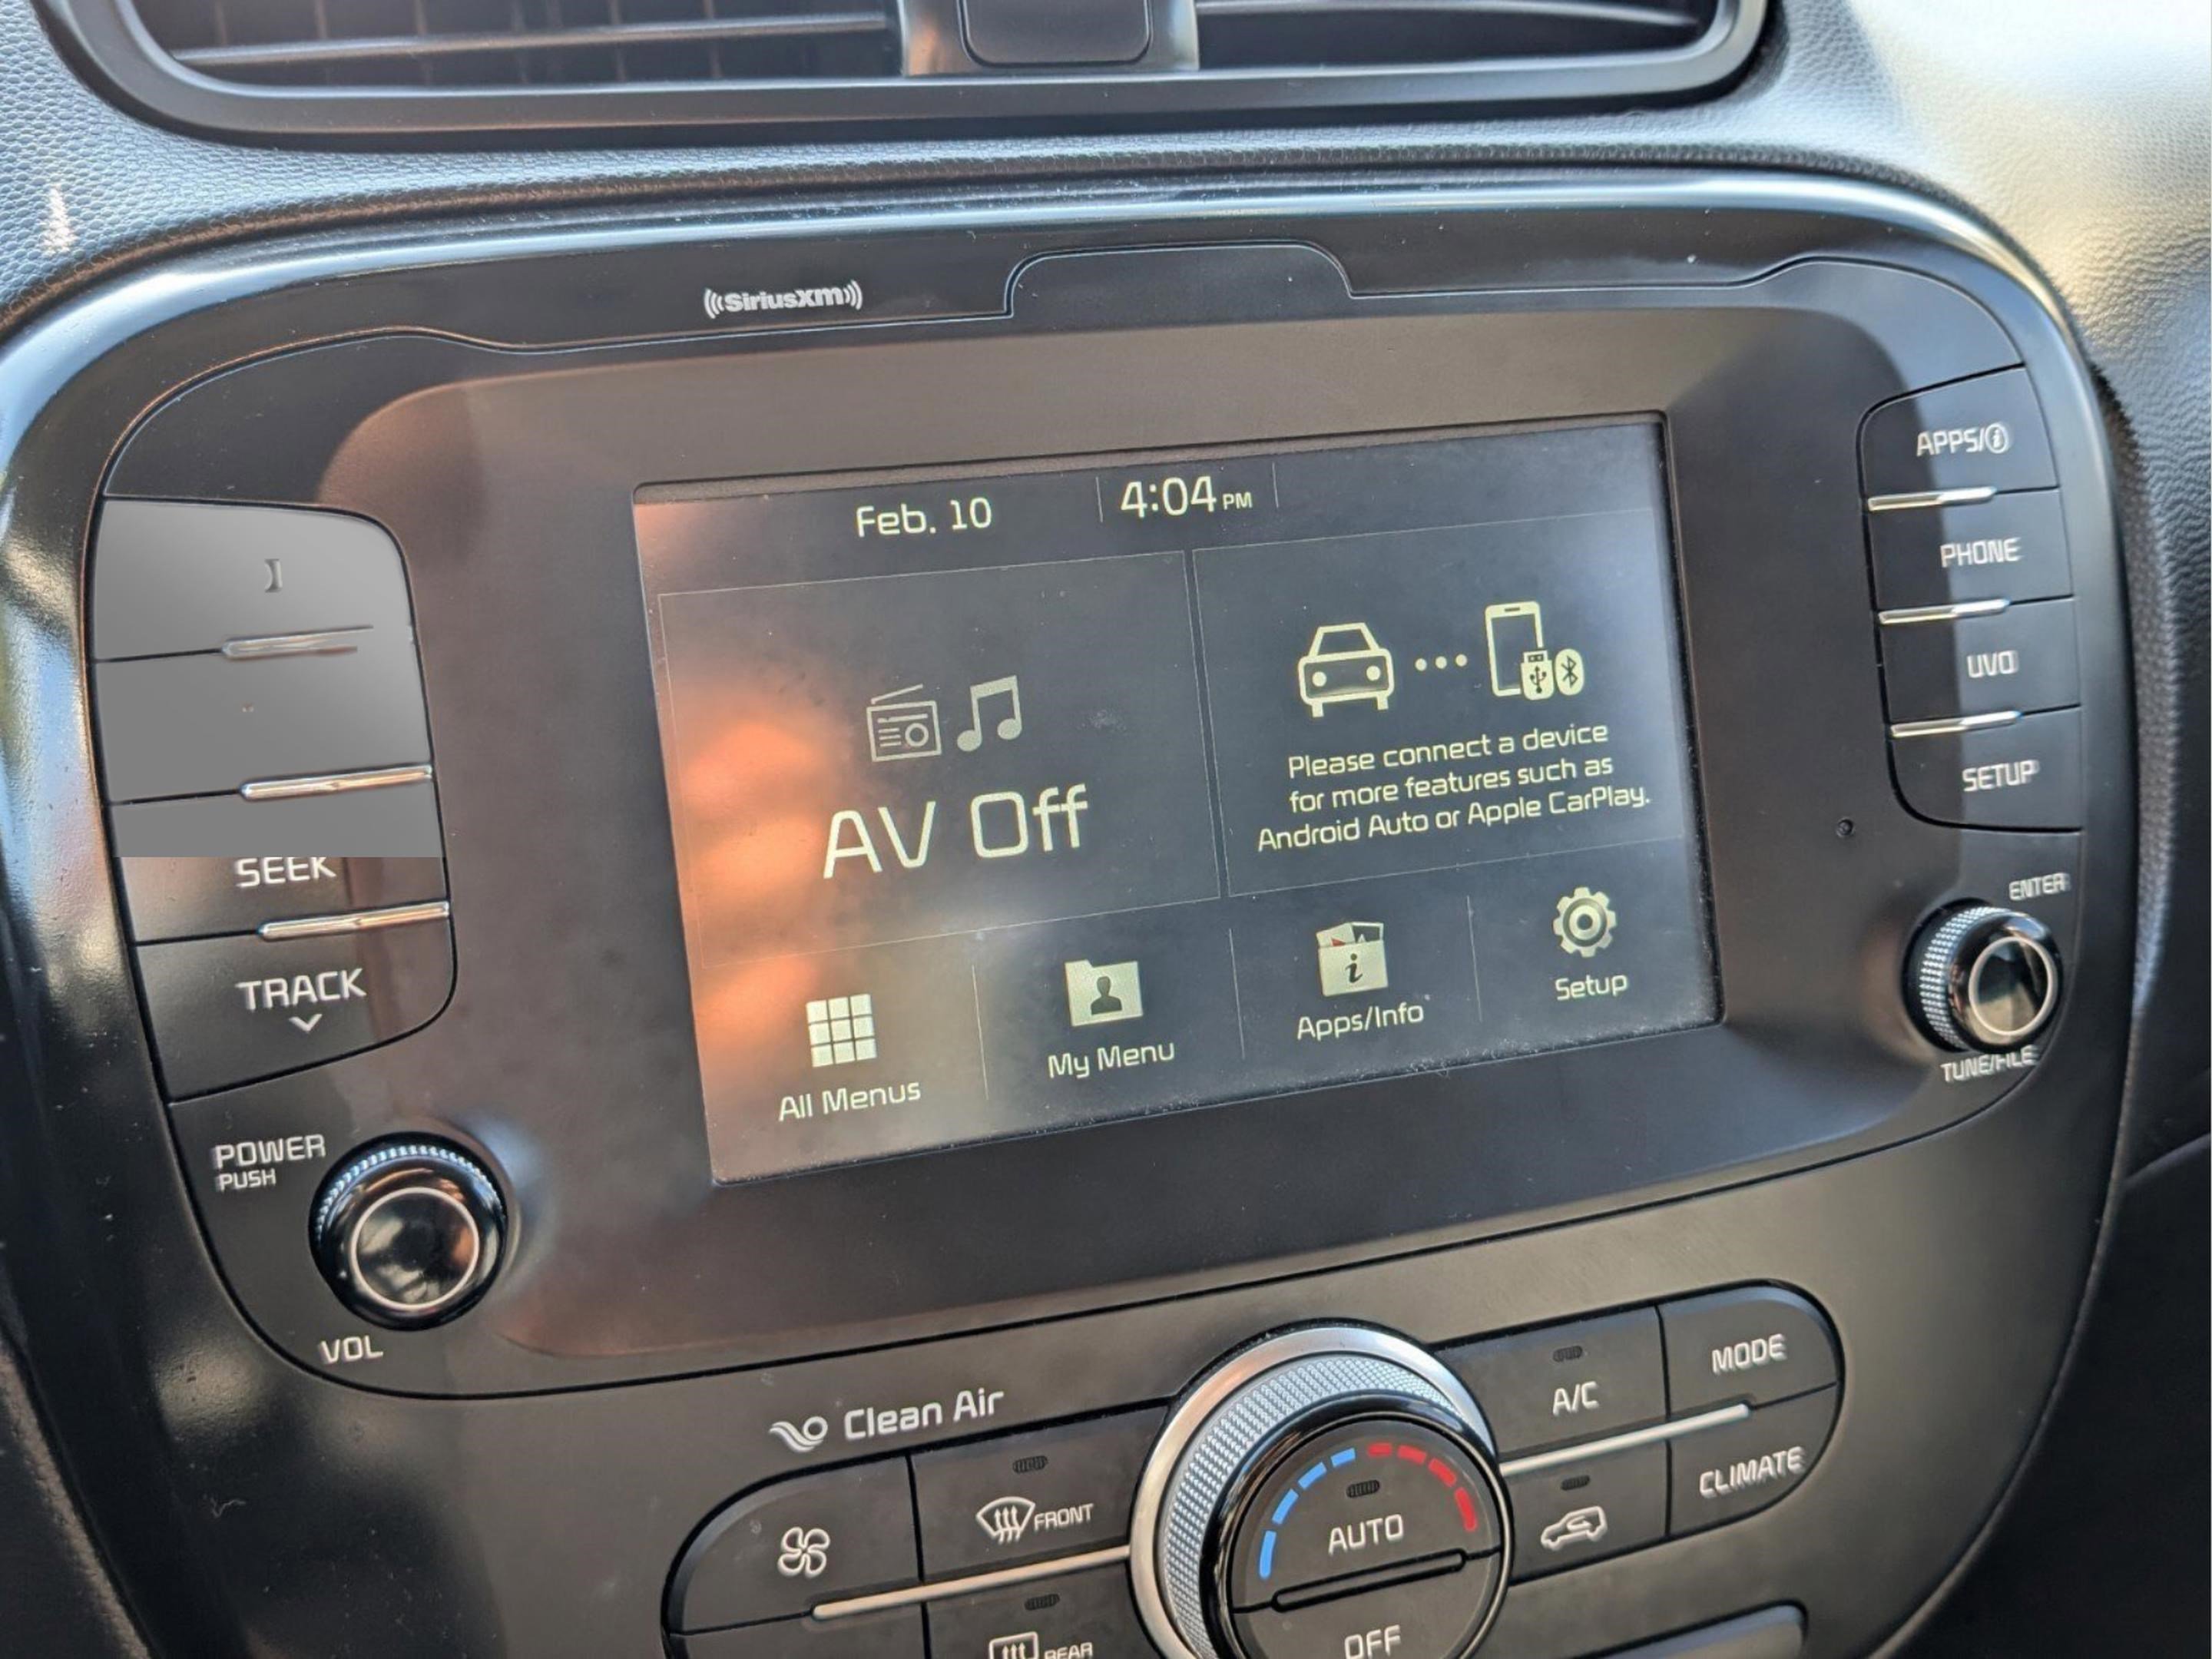 SiriusXM
Feb. 10
4:04 PM
APPS/i
PHONE
UVO
SETUP
AV Off
Please connect a device
for more features such as
Android Auto or Apple CarPlay.
SEEK
TRACK
All Menus
My Menu
Apps/Info
Setup
ENTER
TUNE/FILE
POWER
PUSH
VOL
Clean Air
A/C
MODE
FRONT
AUTO
CLIMATE
OFF
REAR